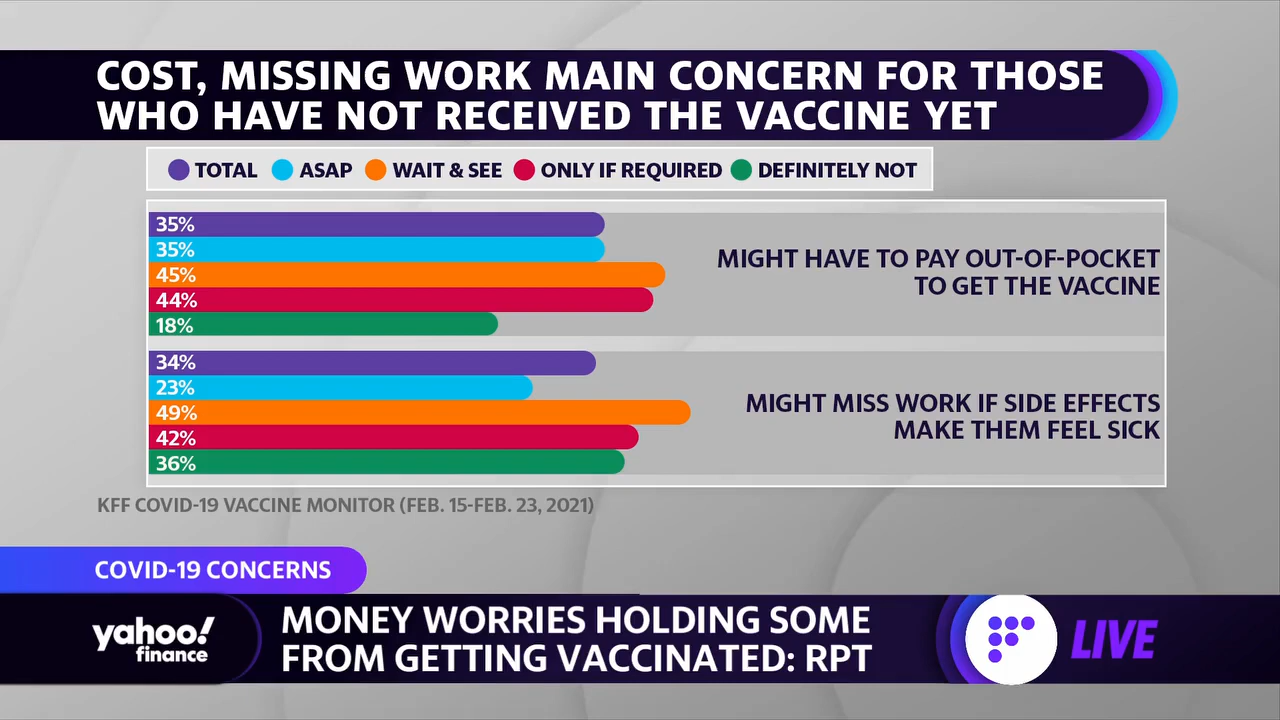 COST, MISSING WORK MAIN CONCERN FOR THOSE
WHO HAVE NOT RECEIVED THE VACCINE YET
TOTAL ASAP WAIT & SEE ONLY IF REQUIRED DEFINITELY NOT
35%
35%
45%
44%
18%
MIGHT HAVE TO PAY OUT-OF-POCKET
TO GET THE VACCINE
34%
23%
49%
42%
36%
MIGHT MISS WORK IF SIDE EFFECTS
MAKE THEM FEEL SICK
KFF COVID-19 VACCINE MONITOR (FEB. 15-FEB. 23, 2021)
COVID-19 CONCERNS
yahoo!
finance
MONEY WORRIES HOLDING SOME
FROM GETTING VACCINATED: RPT
LIVE